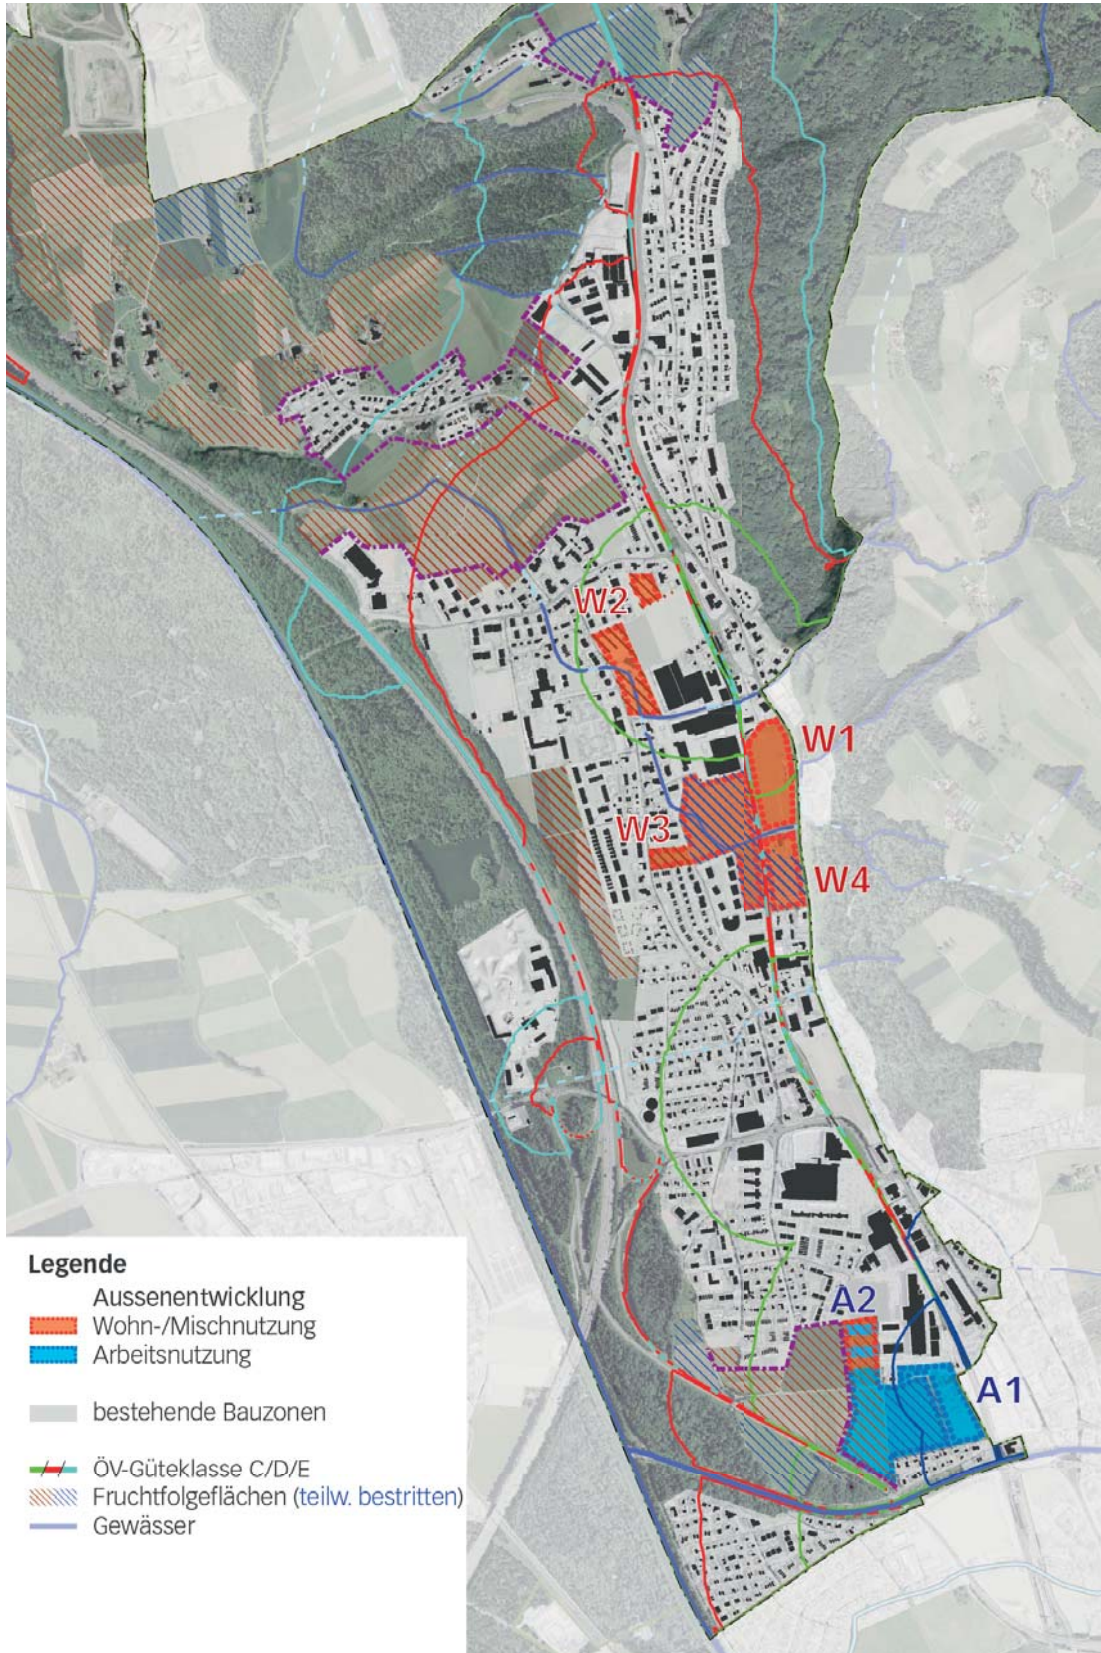 W2
W1
W3
W4
A2
A1
Legende
Aussenentwicklung
Wohn-/Mischnutzung
Arbeitsnutzung
bestehende Bauzonen
ÖV-Güteklasse C/D/E
Fruchtfolgeflächen (teilw. bestritten)
Gewässer